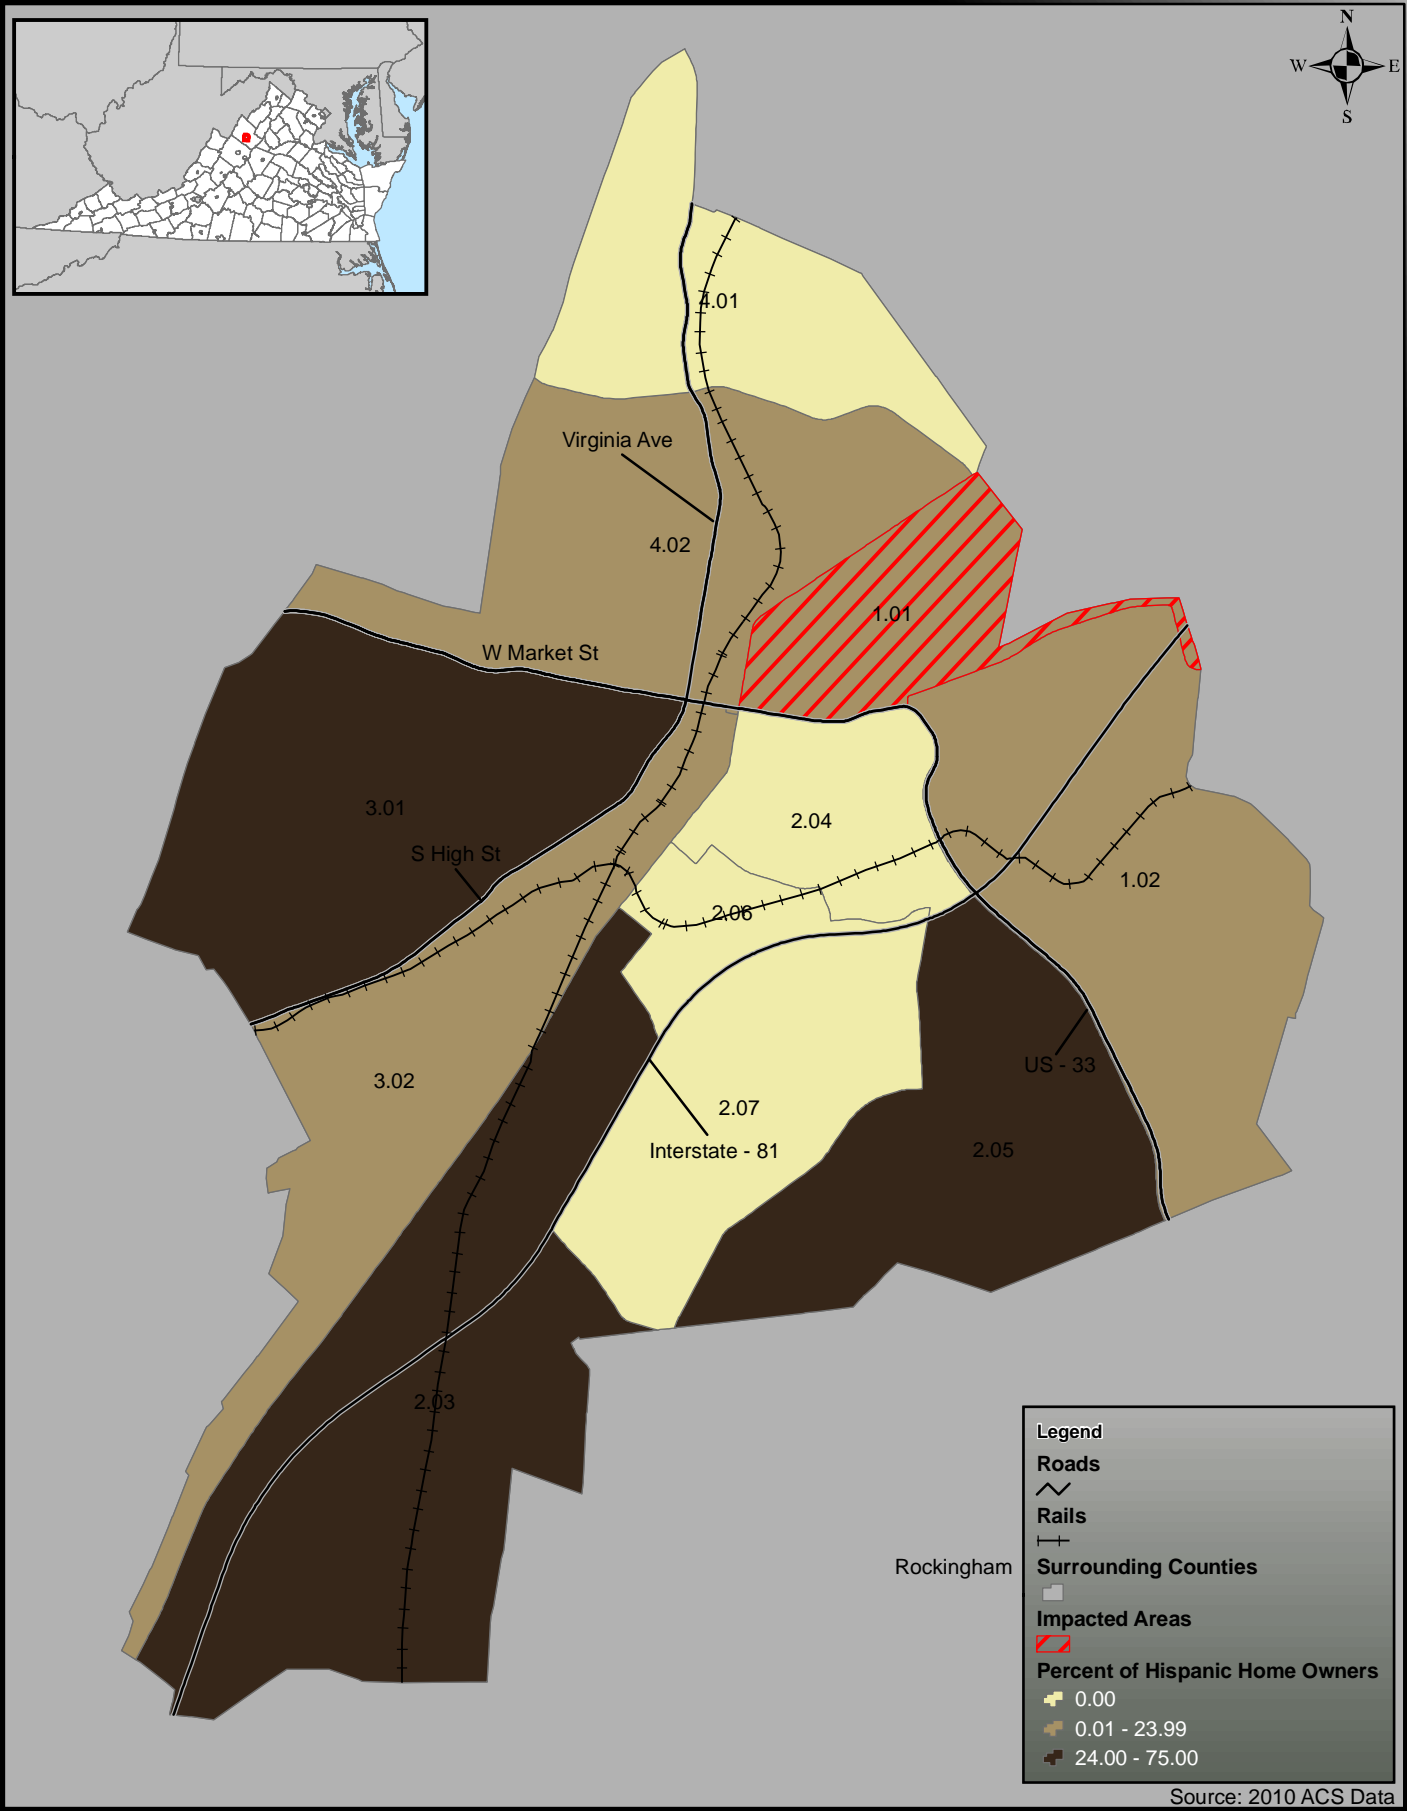 N
W E
S
4.01
Virginia Ave
4.02
1.01
W Market St
3.01
2.04
S High St
1.02
2.06
US - 33
3.02
2.07
Interstate - 81
2.05
2.03
Legend
Roads
Rails
Rockingham
Surrounding Counties
Impacted Areas
Percent of Hispanic Home Owners
0.00
0.01 - 23.99
24.00 - 75.00
Source: 2010 ACS Data